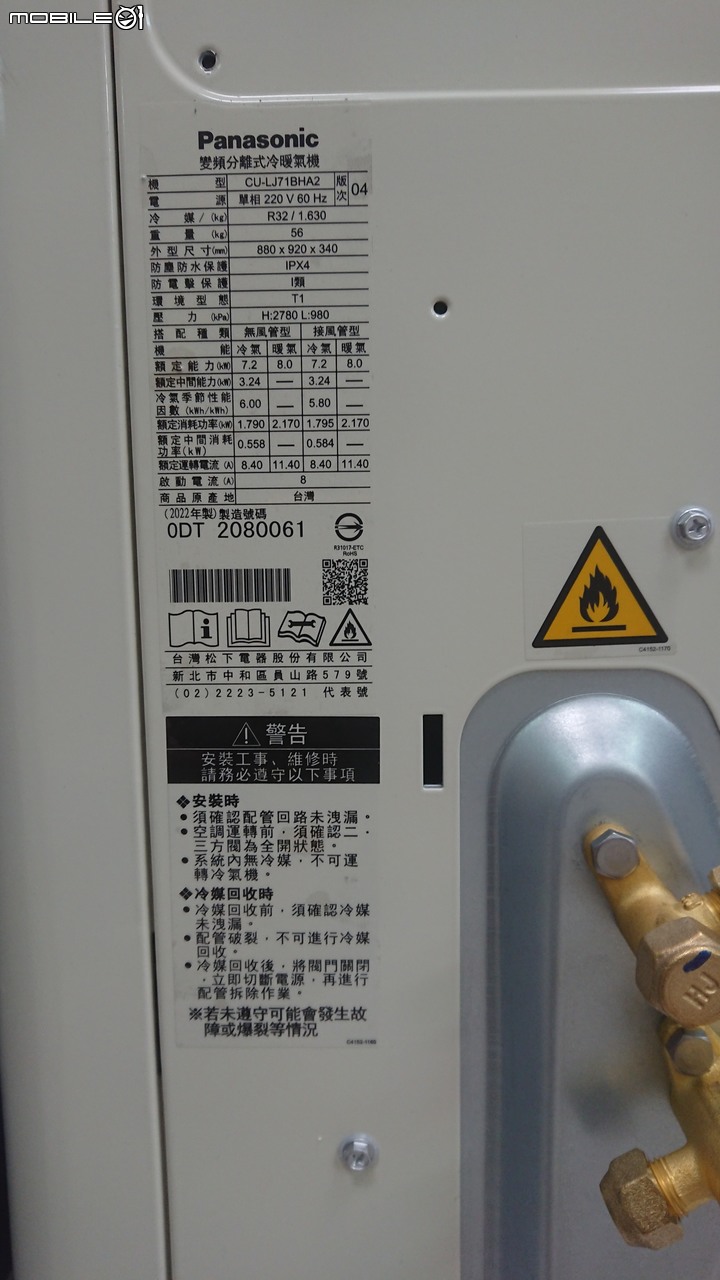 MOBILE01
Panasonic
變頻分離式冷暖氣機
機型 CU-LJ71BHA2 版次 04
電源 單相 220 V 60 Hz
冷媒/(kg) R32 / 1.630
重量(kg) 56
外型尺寸(mm) 880 x 920 x 340
防塵防水保護 IPX4
防電擊保護 I類
環境型態 T1
壓力(kPa) H:2780 L:980
搭配種類 無風管型 接風管型
機能 冷氣 暖氣 冷氣 暖氣
額定能力(kW) 7.2 8.0 7.2 8.0
額定中間能力(kW) 3.24 — 3.24 —
冷氣季節性能
因數(kWh/kWh) 6.00 — 5.80 —
額定消耗功率(kW) 1.790 2.170 1.795 2.170
額定中間消耗
功率(kW) 0.558 — 0.584 —
額定運轉電流(A) 8.40 11.40 8.40 11.40
啟動電流(A) 8
商品原產地 台灣
(2022年製)製造號碼
0DT 2080061
R31017-ETC
RoHS
台灣松下電器股份有限公司
新北市中和區員山路579號
(02)2223-5121 代表號
警告
安裝工事、維修時
請務必遵守以下事項
❖安裝時
●須確認配管回路未洩漏。
●空調運轉前，須確認二．
三方閥為全開狀態。
●系統內無冷媒，不可運
轉冷氣機。
❖冷媒回收時
●冷媒回收前，須確認冷媒
未洩漏。
●配管破裂，不可進行冷媒
回收。
●冷媒回收後，將閥門關閉
，立即切斷電源，再進行
配管拆除作業。
※若未遵守可能會發生故
障或爆裂等情況
C4152-1170
HJ